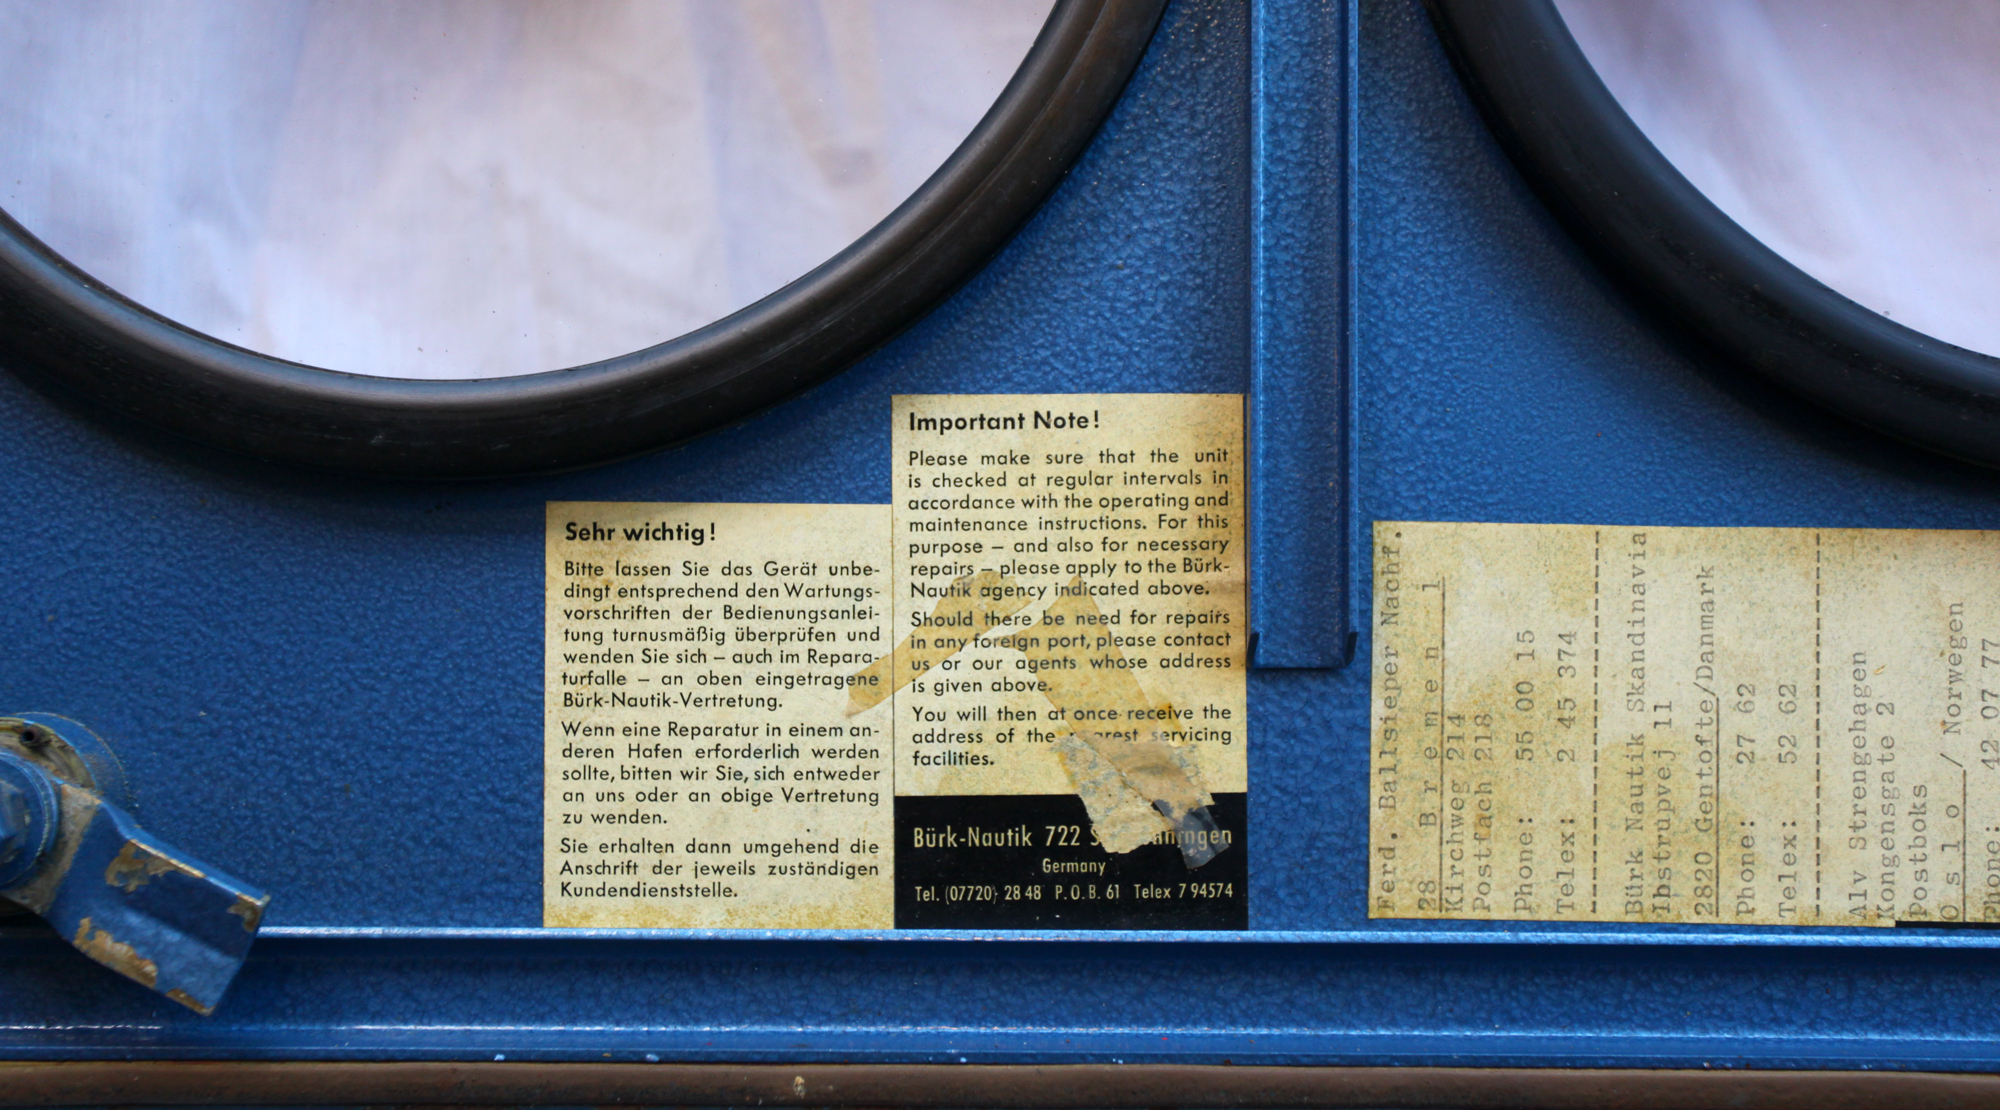 Sehr wichtig!
Bitte lassen Sie das Gerät unbe-
dingt entsprechend den Wartungs-
vorschriften der Bedienungsanlei-
tung turnusmäßig überprüfen und
wenden Sie sich – auch im Repara-
turfalle – an oben eingetragene
Bürk-Nautik-Vertretung.
Wenn eine Reparatur in einem an-
deren Hafen erforderlich werden
sollte, bitten wir Sie, sich entweder
an uns oder an obige Vertretung
zu wenden.
Sie erhalten dann umgehend die
Anschrift der jeweils zuständigen
Kundendienststelle.
Important Note!
Please make sure that the unit
is checked at regular intervals in
accordance with the operating and
maintenance instructions. For this
purpose – and also for necessary
repairs – please apply to the Bürk-
Nautik agency indicated above.
Should there be need for repairs
in any foreign port, please contact
us or our agents whose address
is given above.
You will then at once receive the
address of the nearest servicing
facilities.
Bürk-Nautik 722
Germany
Tel. (07720) 28 48 P.O.B. 61 Telex 7 94574
Ferd. Ballsieper Nachf.
28 Bremen 1
Kirchweg 214
Postfach 218
Phone: 55 00 15
Telex: 2 45 374
Bürk Nautik Skandinavia
Ibstrupvej 11
2820 Gentofte/Danmark
Phone: 27 62
Telex: 52 62
Alv Strengehagen
Kongensgate 2
Postboks
Oslo / Norwegen
Phone: 42 07 77